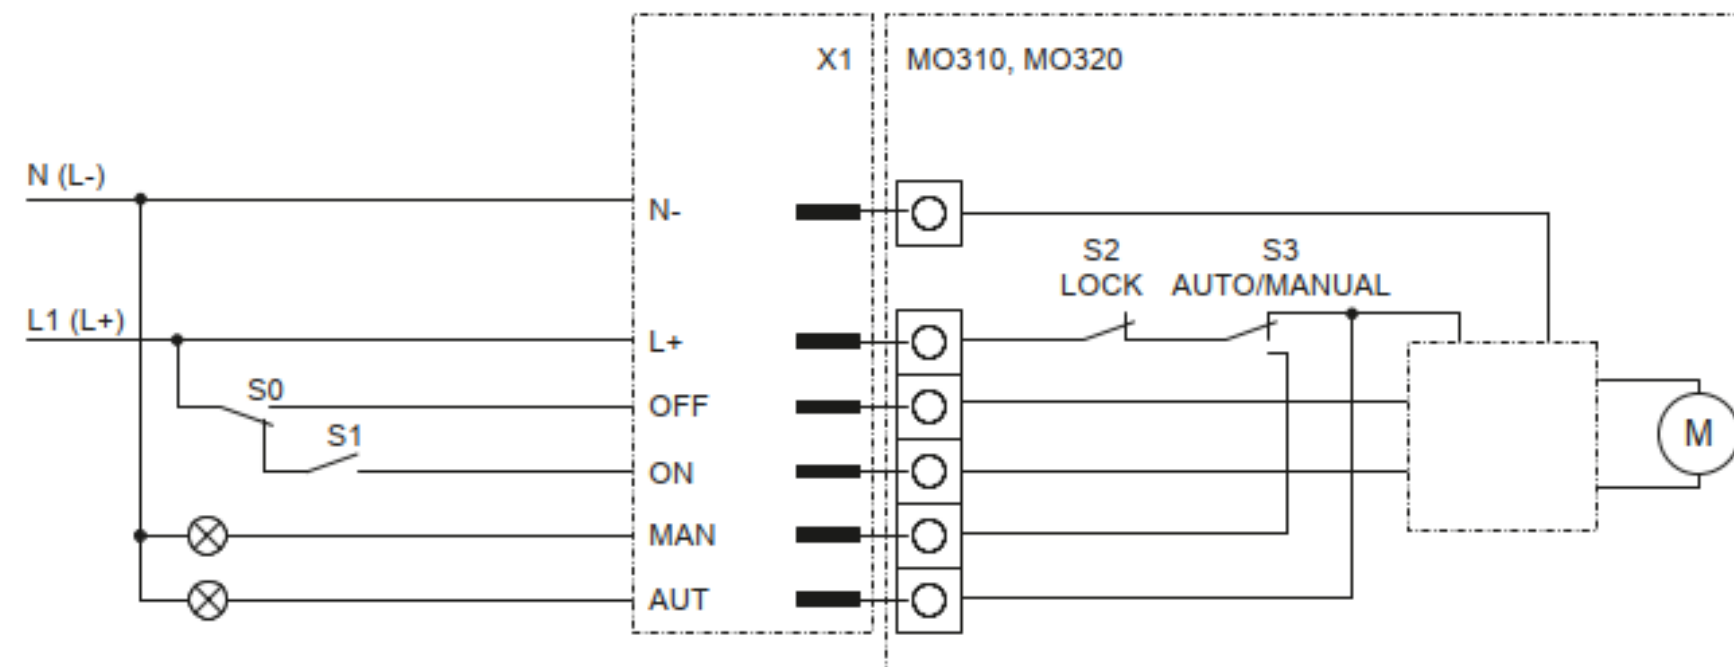 X1
MO310, MO320
N (L-)
N-
S2
LOCK
S3
AUTO/MANUAL
L1 (L+)
L+
S0
OFF
S1
ON
M
MAN
AUT